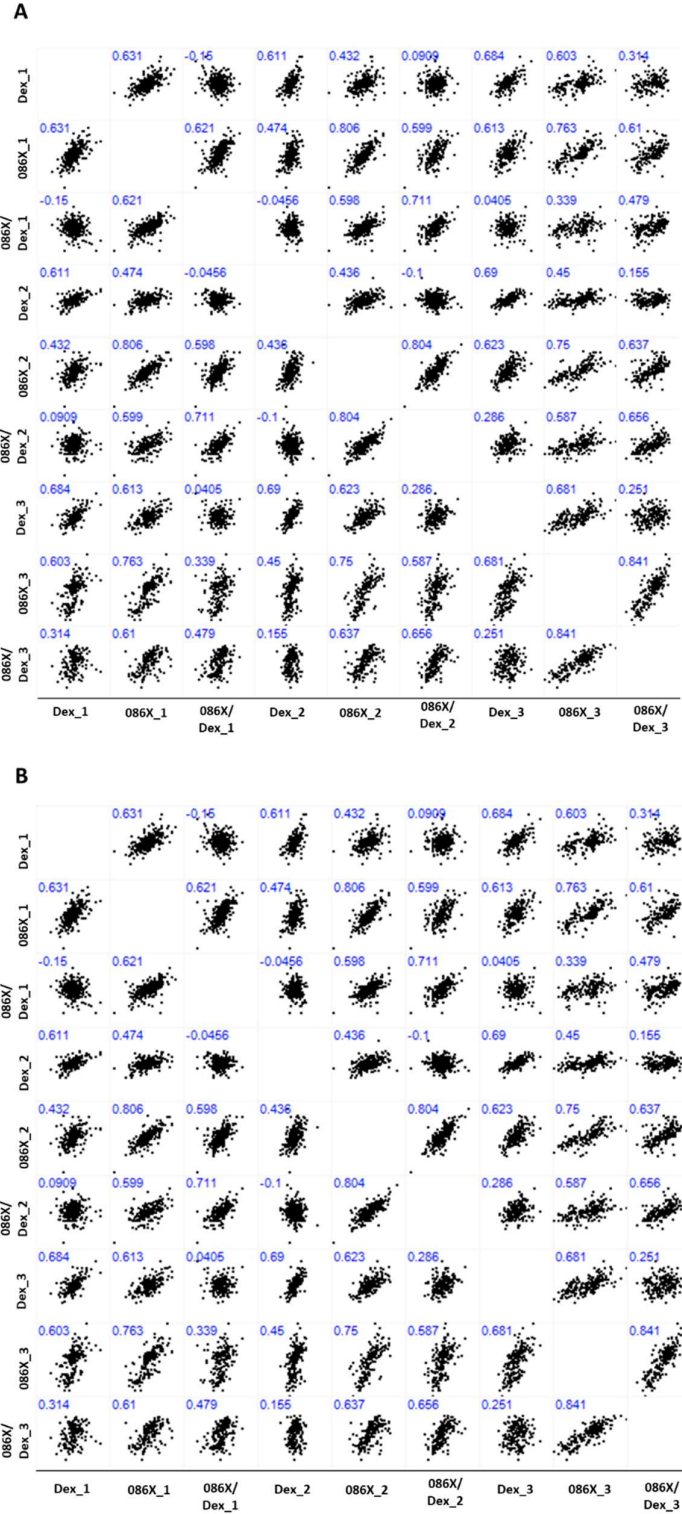 A
0.631 -0.15 0.611 0.432 0.0909 0.684 0.603 0.314
Dex_1
0.631 0.621 0.474 0.806 0.599 0.613 0.763 0.61
086X_1
-0.15 0.621 -0.0456 0.598 0.711 0.0405 0.339 0.479
086X/
Dex_1
0.611 0.474 -0.0456 0.436 -0.1 0.69 0.45 0.155
Dex_2
0.432 0.806 0.598 0.436 0.804 0.623 0.75 0.637
086X_2
0.0909 0.599 0.711 -0.1 0.804 0.286 0.587 0.656
086X/
Dex_2
0.684 0.613 0.0405 0.69 0.623 0.286 0.681 0.251
Dex_3
0.603 0.763 0.339 0.45 0.75 0.587 0.681 0.841
086X_3
0.314 0.61 0.479 0.155 0.637 0.656 0.251 0.841
086X/
Dex_3
Dex_1 086X_1 086X/ Dex_2 086X_2 086X/ Dex_3 086X_3 086X/
Dex_1 Dex_2 Dex_3
B
0.631 -0.15 0.611 0.432 0.0909 0.684 0.603 0.314
Dex_1
0.631 0.621 0.474 0.806 0.599 0.613 0.763 0.61
086X_1
-0.15 0.621 -0.0456 0.598 0.711 0.0405 0.339 0.479
086X/
Dex_1
0.611 0.474 -0.0456 0.436 -0.1 0.69 0.45 0.155
Dex_2
0.432 0.806 0.598 0.436 0.804 0.623 0.75 0.637
086X_2
0.0909 0.599 0.711 -0.1 0.804 0.286 0.587 0.656
086X/
Dex_2
0.684 0.613 0.0405 0.69 0.623 0.286 0.681 0.251
Dex_3
0.603 0.763 0.339 0.45 0.75 0.587 0.681 0.841
086X_3
0.314 0.61 0.479 0.155 0.637 0.656 0.251 0.841
086X/
Dex_3
Dex_1 086X_1 086X/ Dex_2 086X_2 086X/ Dex_3 086X_3 086X/
Dex_1 Dex_2 Dex_3